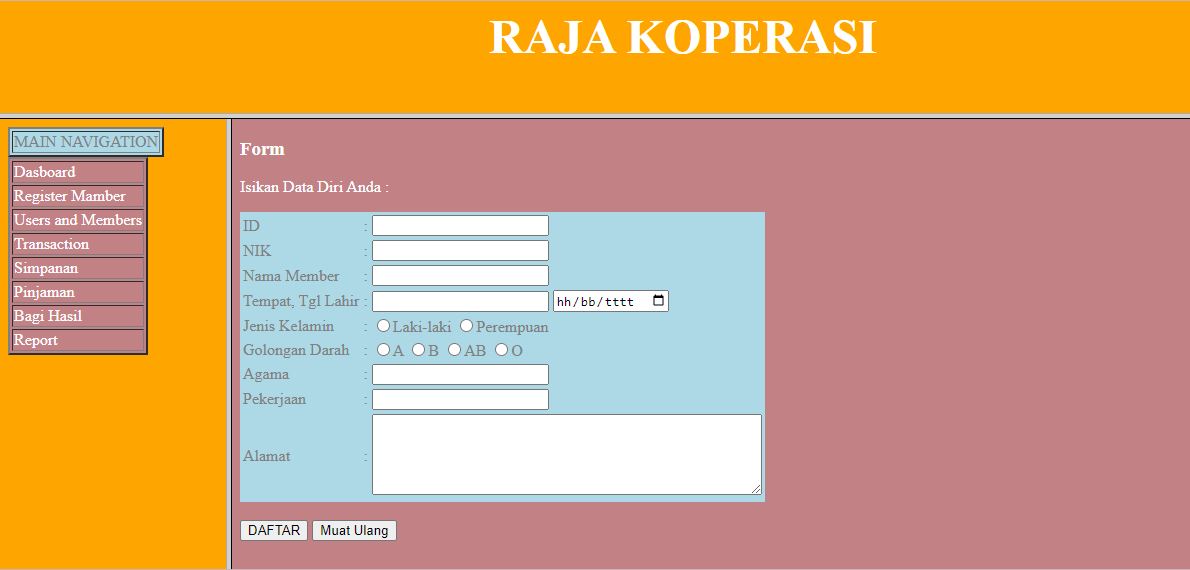 RAJA KOPERASI
MAIN NAVIGATION
Dasboard
Register Mamber
Users and Members
Transaction
Simpanan
Pinjaman
Bagi Hasil
Report
Form
Isikan Data Diri Anda :
ID :
NIK :
Nama Member :
Tempat, Tgl Lahir : hh/bb/tttt
Jenis Kelamin : Laki-laki Perempuan
Golongan Darah : A B AB O
Agama :
Pekerjaan :
Alamat :
DAFTAR Muat Ulang